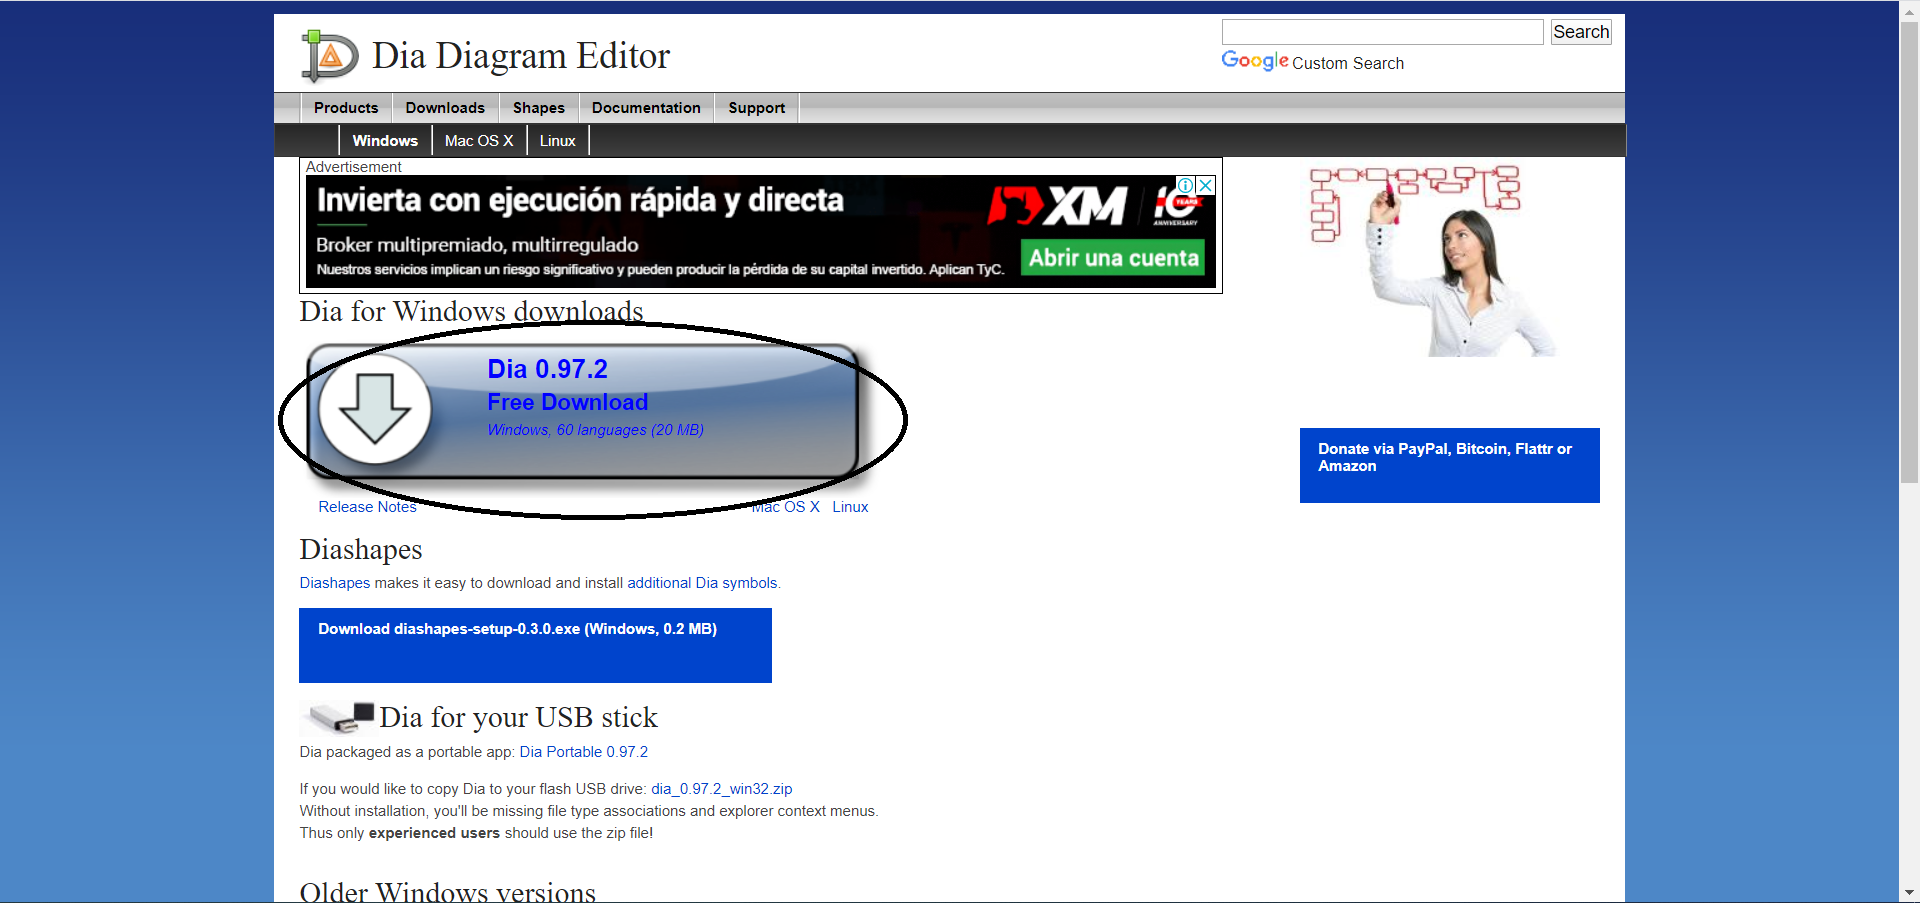 Dia Diagram Editor
Search
Google Custom Search
Products Downloads Shapes Documentation Support
Windows Mac OS X Linux
Advertisement
Invierta con ejecución rápida y directa
Broker multipremiado, multirregulado
Nuestros servicios implican un riesgo significativo y pueden producir la pérdida de su capital invertido. Aplican TyC.
XM
10 YEARS
ANNIVERSARY
Abrir una cuenta
Dia for Windows downloads
Dia 0.97.2
Free Download
Windows, 60 languages (20 MB)
Release Notes Mac OS X Linux
Donate via PayPal, Bitcoin, Flattr or
Amazon
Diashapes
Diashapes makes it easy to download and install additional Dia symbols.
Download diashapes-setup-0.3.0.exe (Windows, 0.2 MB)
Dia for your USB stick
Dia packaged as a portable app: Dia Portable 0.97.2
If you would like to copy Dia to your flash USB drive: dia_0.97.2_win32.zip
Without installation, you'll be missing file type associations and explorer context menus.
Thus only experienced users should use the zip file!
Older Windows versions